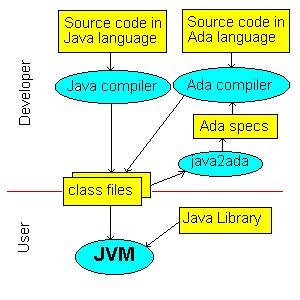 Source code in
Java language
Source code in
Ada language
Developer
Java compiler
Ada compiler
Ada specs
java2ada
class files
User
Java Library
JVM